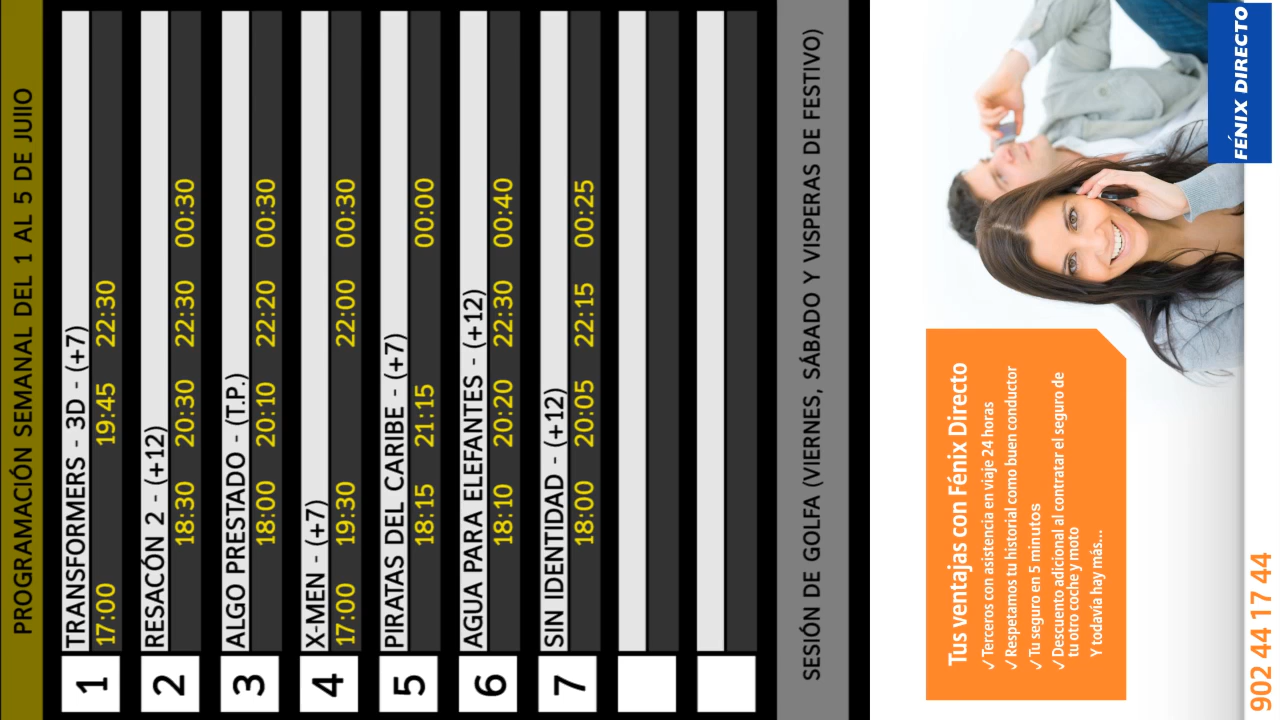 PROGRAMACIÓN SEMANAL DEL 1 AL 5 DE JUlIO
1 TRANSFORMERS - 3D - (+7)
17:00 19:45 22:30
2 RESACÓN 2 - (+12)
18:30 20:30 22:30 00:30
3 ALGO PRESTADO - (T.P.)
18:00 20:10 22:20 00:30
4 X-MEN - (+7)
17:00 19:30 22:00 00:30
5 PIRATAS DEL CARIBE - (+7)
18:15 21:15 00:00
6 AGUA PARA ELEFANTES - (+12)
18:10 20:20 22:30 00:40
7 SIN IDENTIDAD - (+12)
18:00 20:05 22:15 00:25
SESIÓN DE GOLFA (VIERNES, SÁBADO Y VISPERAS DE FESTIVO)
Tus ventajas con Fénix Directo
✓ Terceros con asistencia en viaje 24 horas
✓ Respetamos tu historial como buen conductor
✓ Tu seguro en 5 minutos
✓ Descuento adicional al contratar el seguro de
tu otro coche y moto
Y todavía hay más...
902 44 17 44
FÉNIX DIRECTO